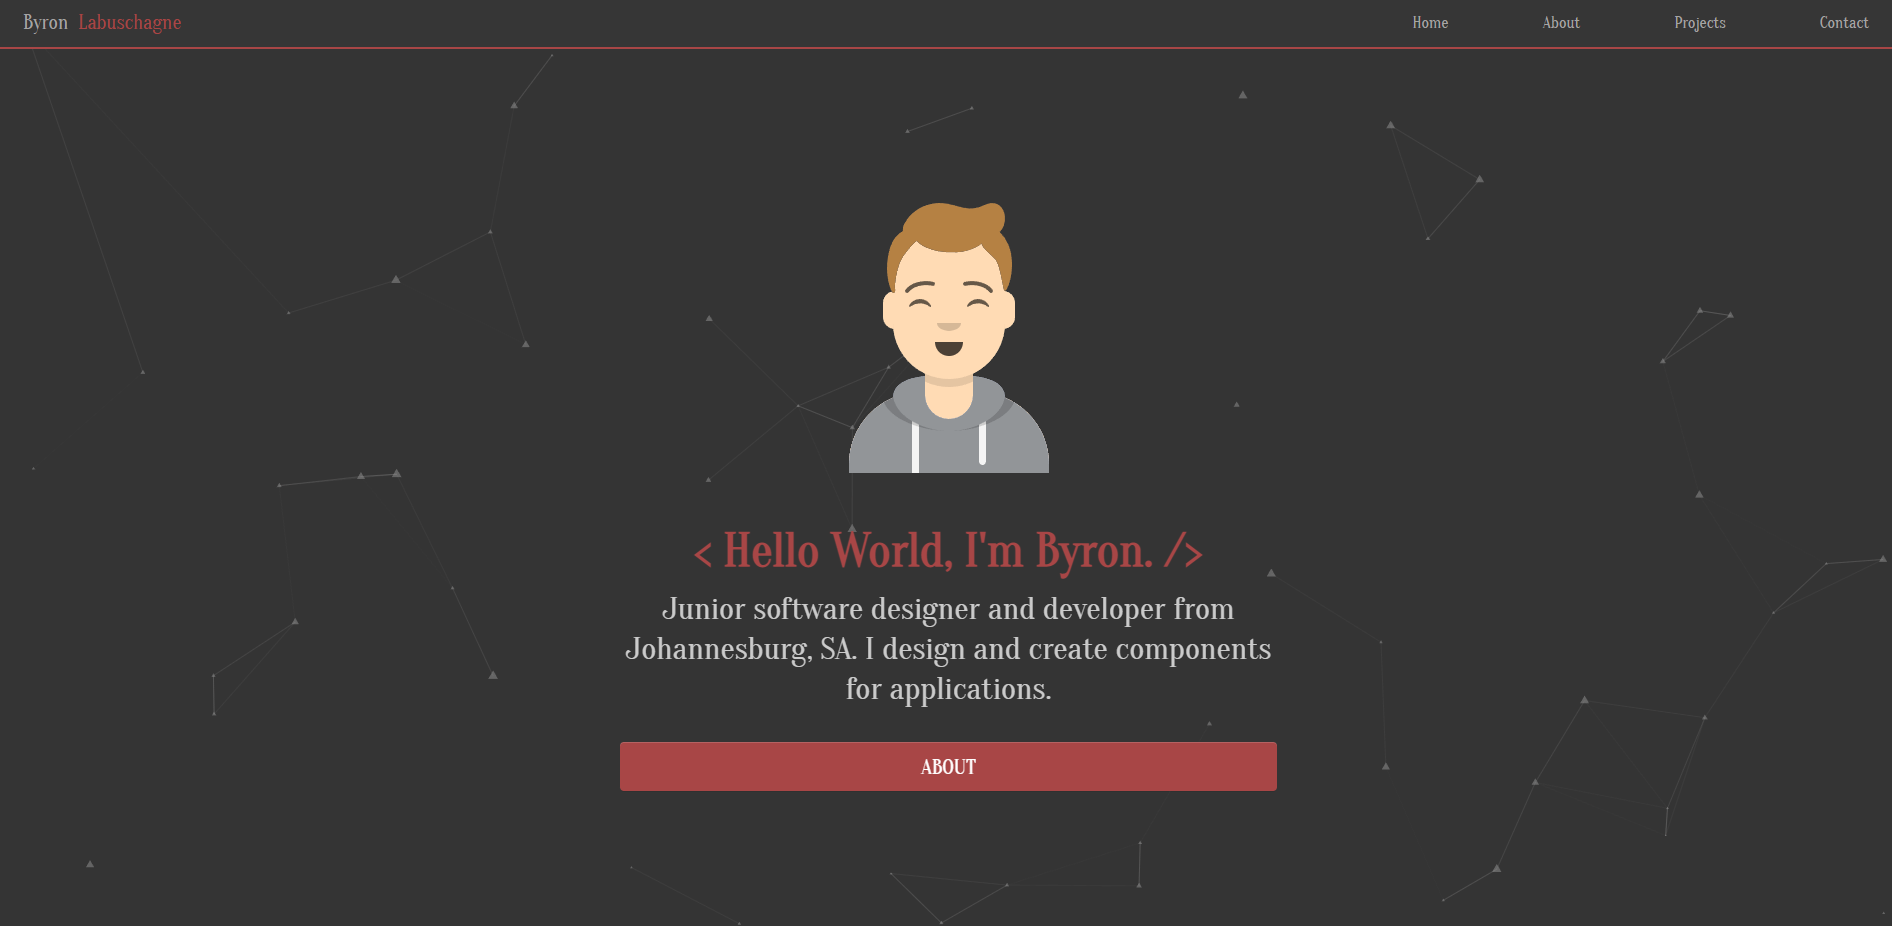 Byron Labuschagne
Home About Projects Contact
< Hello World, I'm Byron. />
Junior software designer and developer from
Johannesburg, SA. I design and create components
for applications.
ABOUT